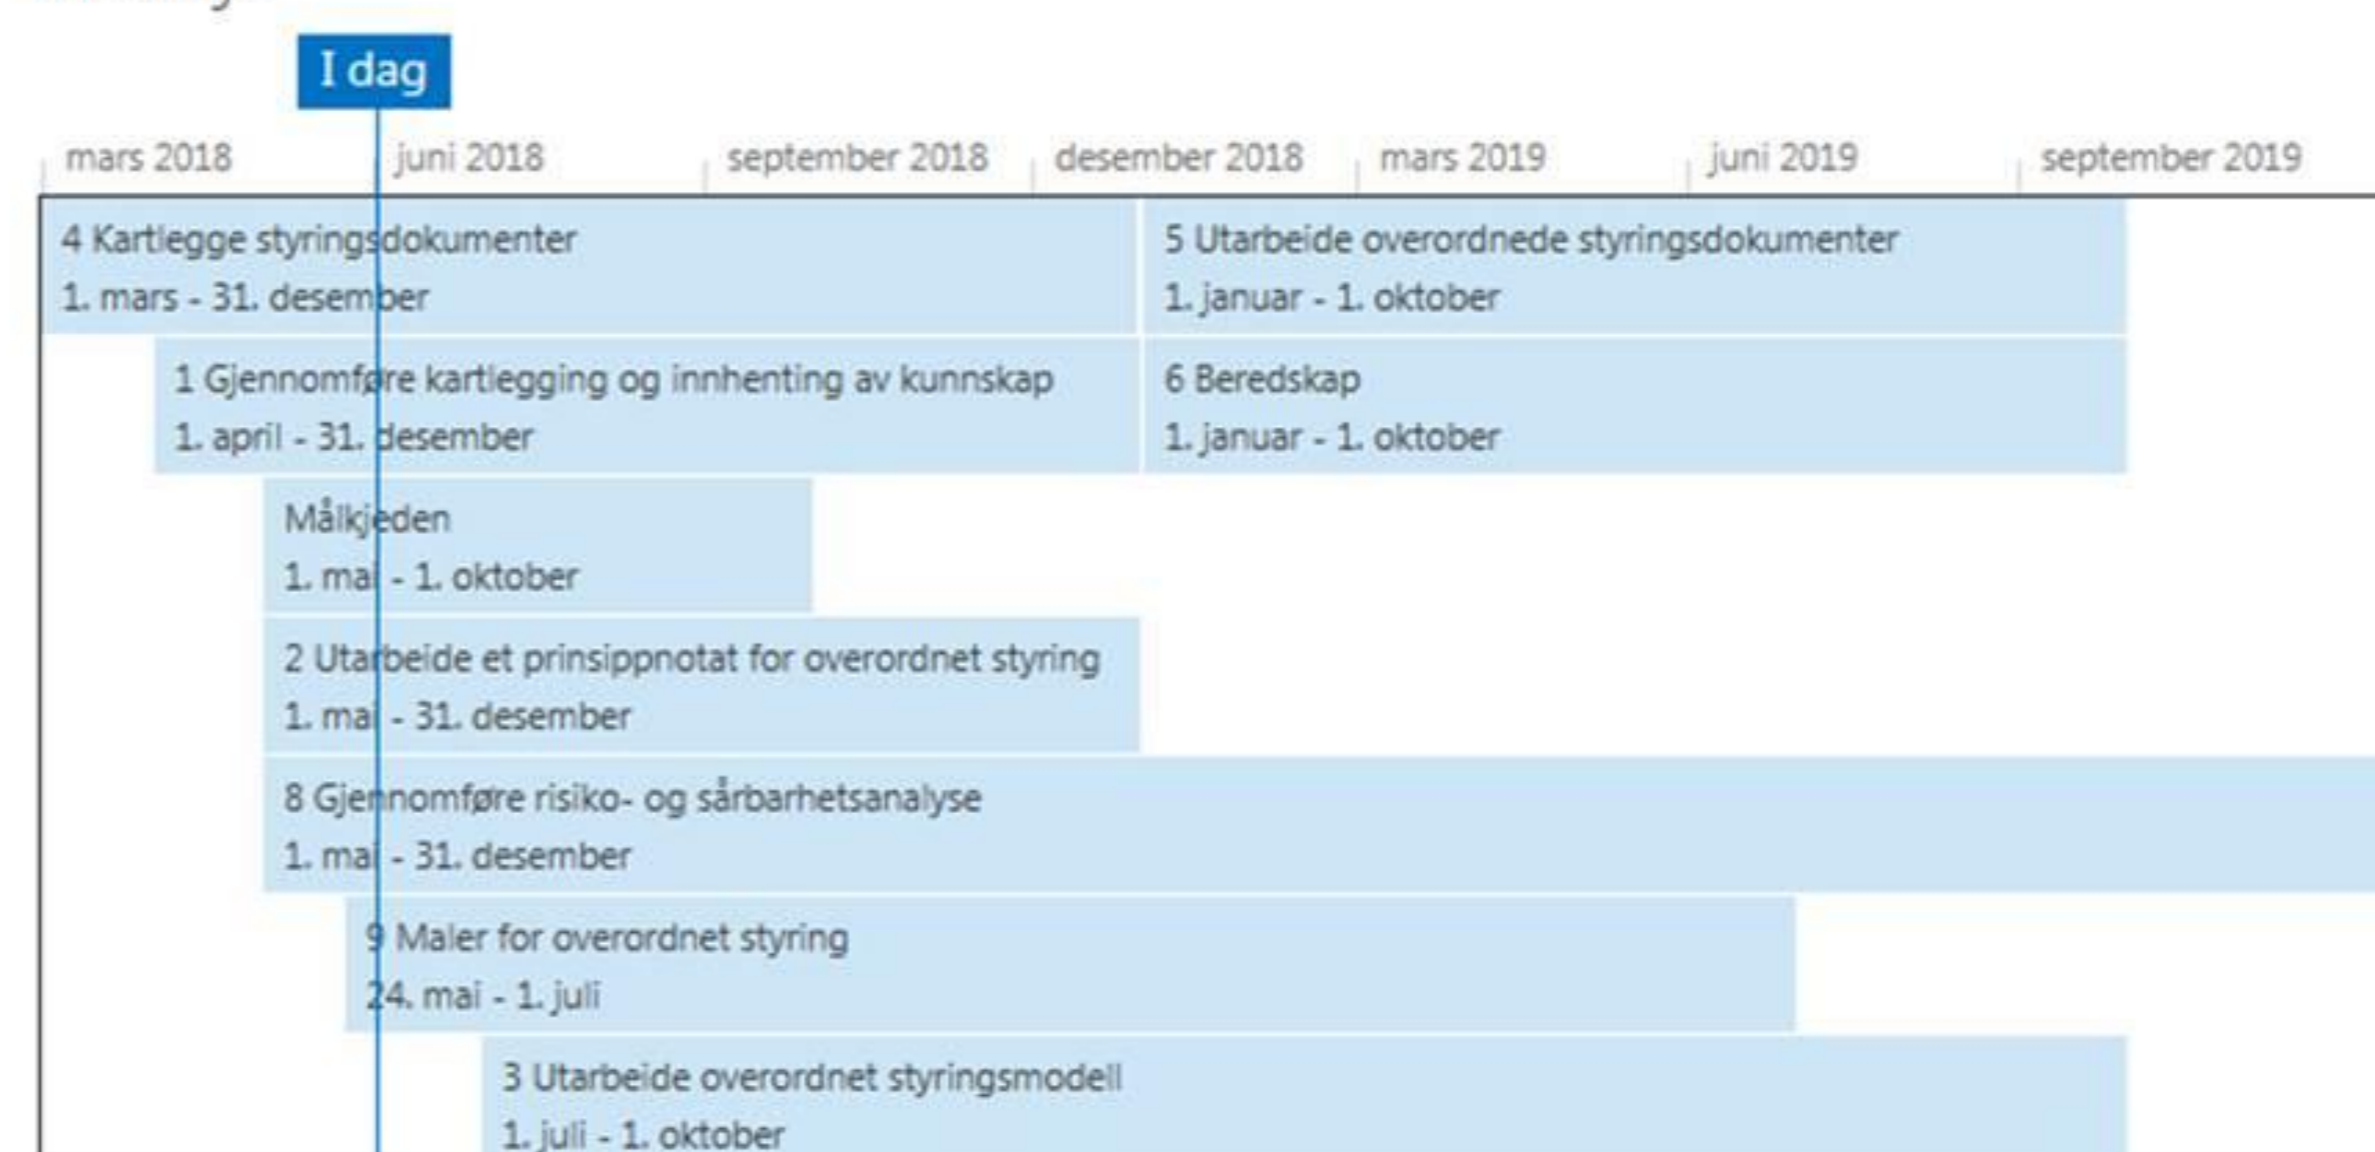 I dag
mars 2018 juni 2018 september 2018 desember 2018 mars 2019 juni 2019 september 2019
4 Kartlegge styringsdokumenter
1. mars - 31. desember
5 Utarbeide overordnede styringsdokumenter
1. januar - 1. oktober
1 Gjennomføre kartlegging og innhenting av kunnskap
1. april - 31. desember
6 Beredskap
1. januar - 1. oktober
Målkjeden
1. mai - 1. oktober
2 Utarbeide et prinsippnotat for overordnet styring
1. mai - 31. desember
8 Gjennomføre risiko- og sårbarhetsanalyse
1. mai - 31. desember
9 Maler for overordnet styring
24. mai - 1. juli
3 Utarbeide overordnet styringsmodell
1. juli - 1. oktober